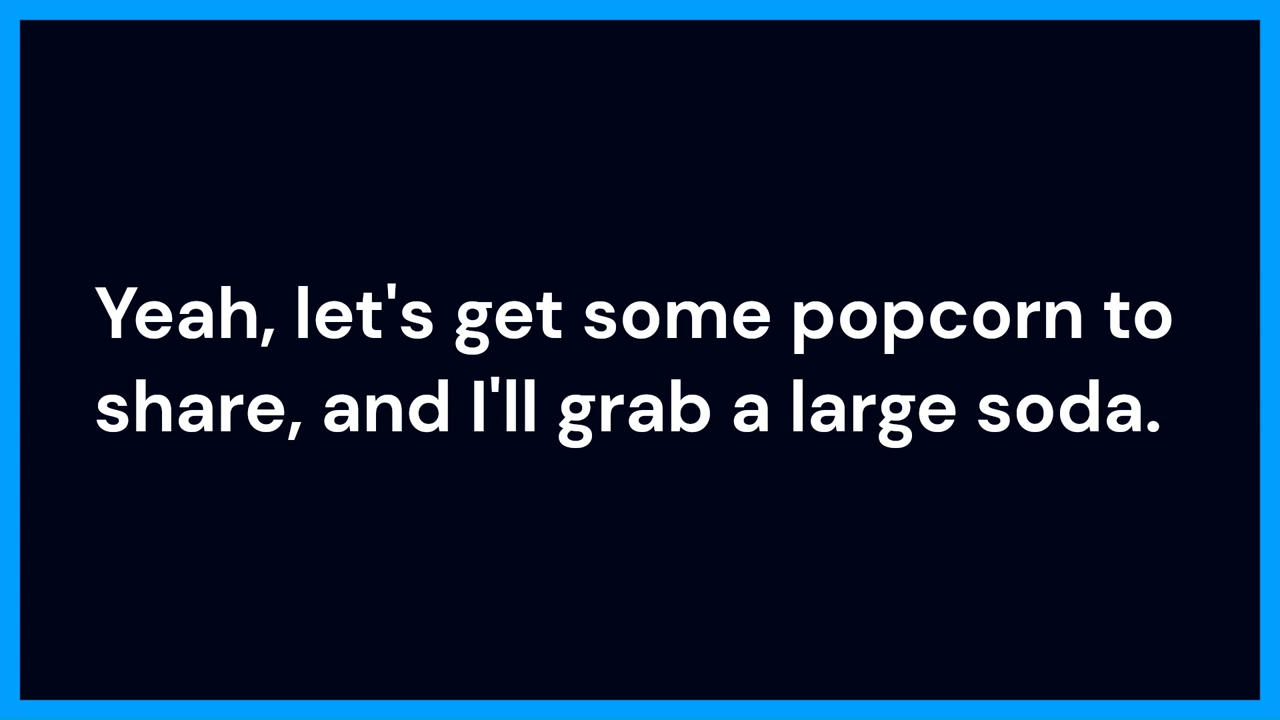 Yeah, let's get some popcorn to
share, and I'll grab a large soda.